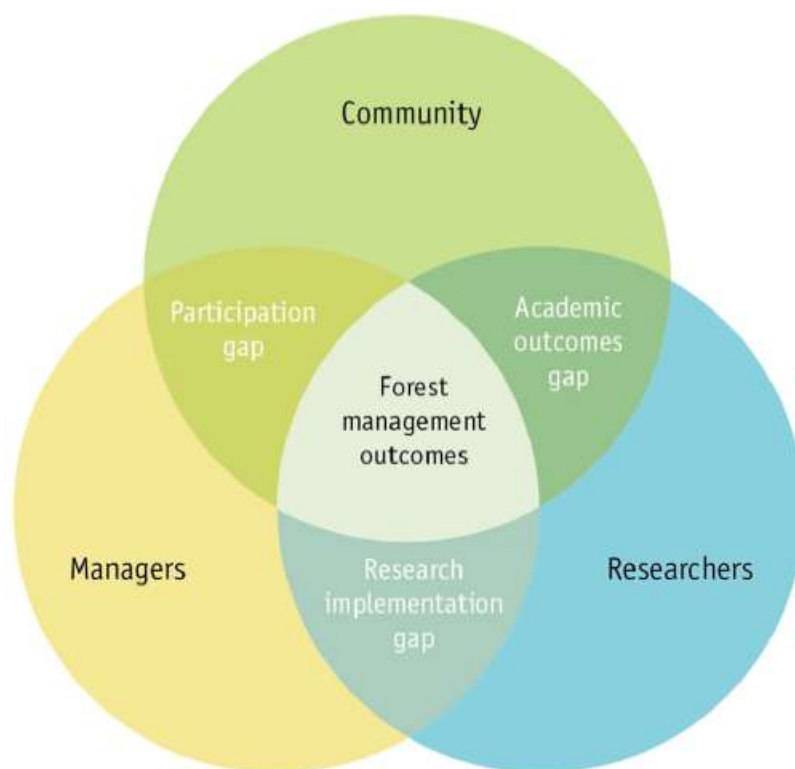 Community
Participation
gap
Academic
outcomes
gap
Forest
management
outcomes
Managers
Research
implementation
gap
Researchers